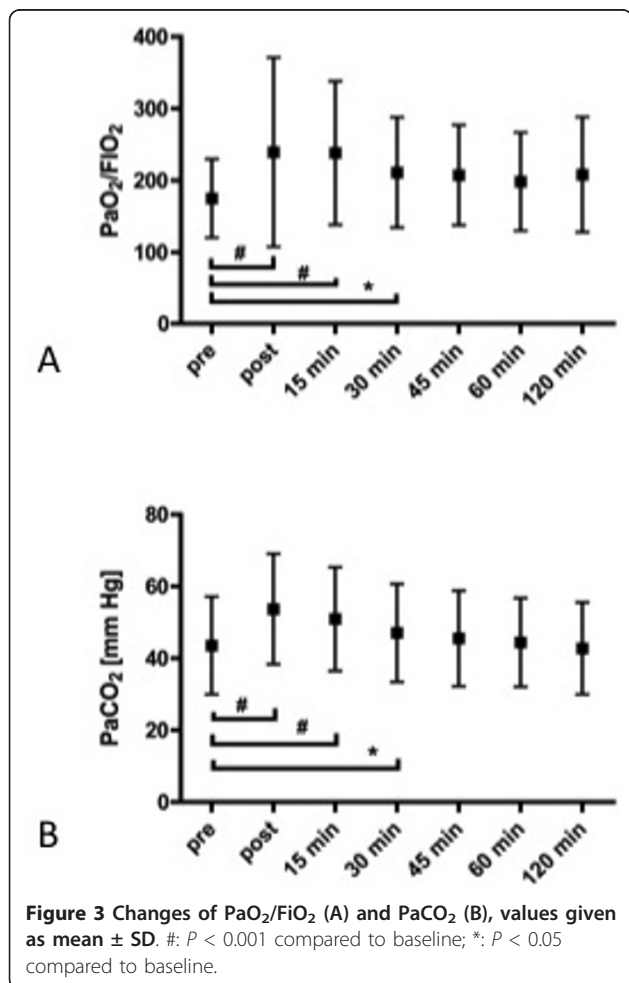 400
300
200
100
0
PaO₂/FIO₂
#
#
*
A
pre post 15 min 30 min 45 min 60 min 120 min
80
60
40
20
0
PaCO₂ [mm Hg]
#
#
*
B
pre post 15 min 30 min 45 min 60 min 120 min
Figure 3 Changes of PaO₂/FiO₂ (A) and PaCO₂ (B), values given
as mean ± SD. #: P < 0.001 compared to baseline; *: P < 0.05
compared to baseline.